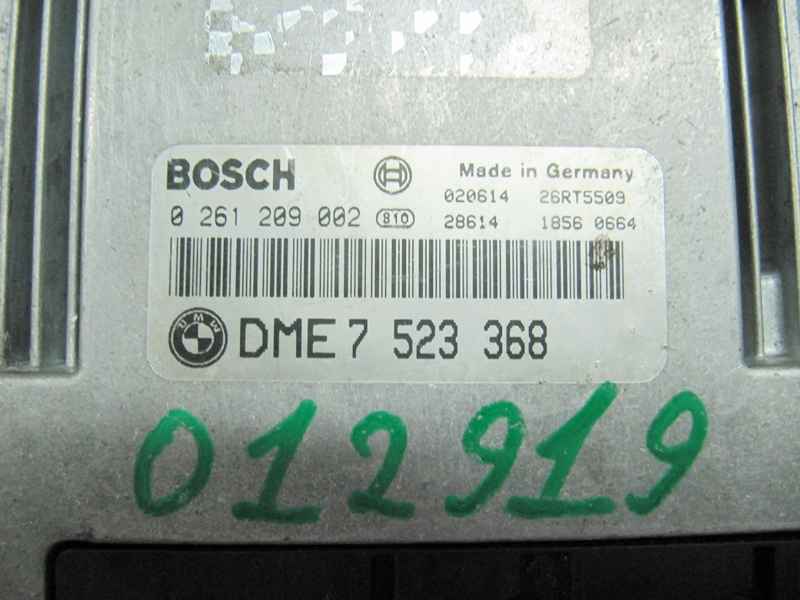 BOSCH
Made in Germany
020614 26RT5509
0 261 209 002 810 28614 1856 0664
BMW DME 7 523 368
012919